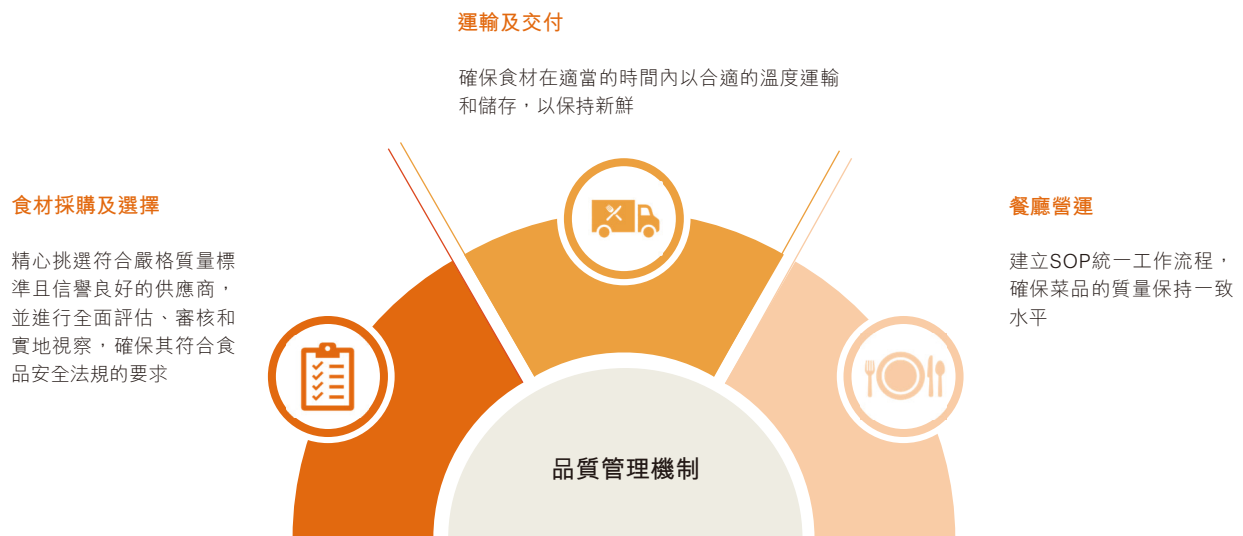 運輸及交付
確保食材在適當的時間內以合適的溫度運輸
和儲存，以保持新鮮
食材採購及選擇
精心挑選符合嚴格質量標
準且信譽良好的供應商，
並進行全面評估、審核和
實地視察，確保其符合食
品安全法規的要求
餐廳營運
建立SOP統一工作流程，
確保菜品的質量保持一致
水平
品質管理機制